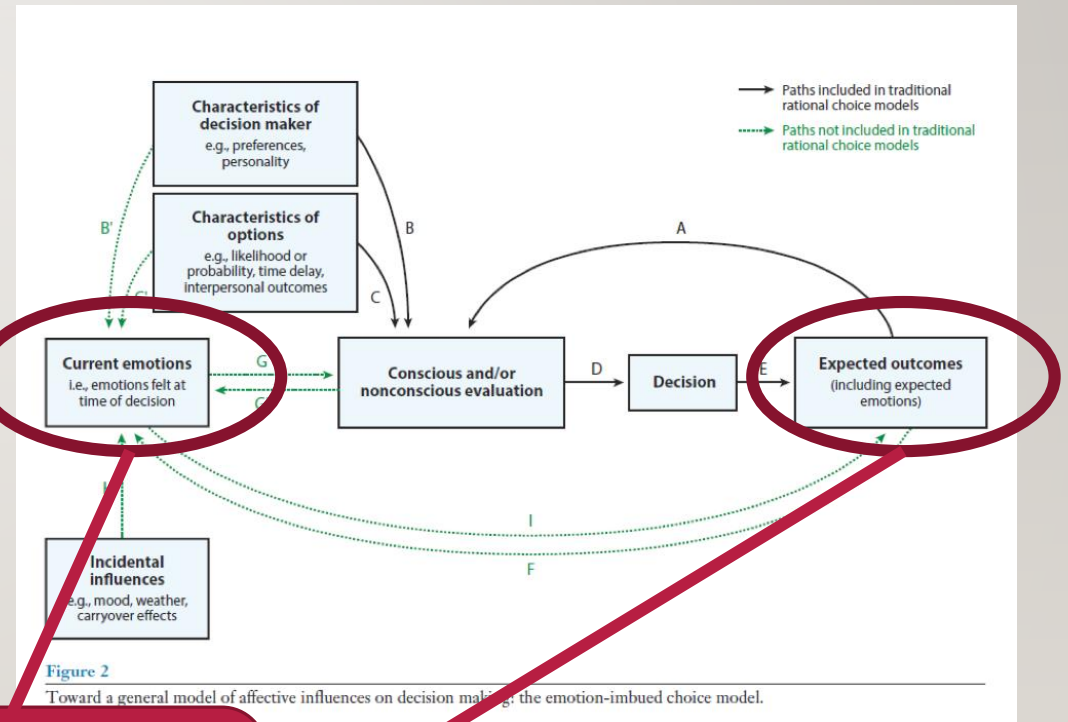 Characteristics of
decision maker
e.g., preferences,
personality
Paths included in traditional
rational choice models
Paths not included in traditional
rational choice models
Characteristics of
options
e.g., likelihood or
probability, time delay,
interpersonal outcomes
B'
B
A
C'
C
Current emotions
i.e., emotions felt at
time of decision
G
Conscious and/or
nonconscious evaluation
D
Decision
E
Expected outcomes
(including expected
emotions)
I
F
Incidental
influences
e.g., mood, weather,
carryover effects
Figure 2
Toward a general model of affective influences on decision making: the emotion-imbued choice model.